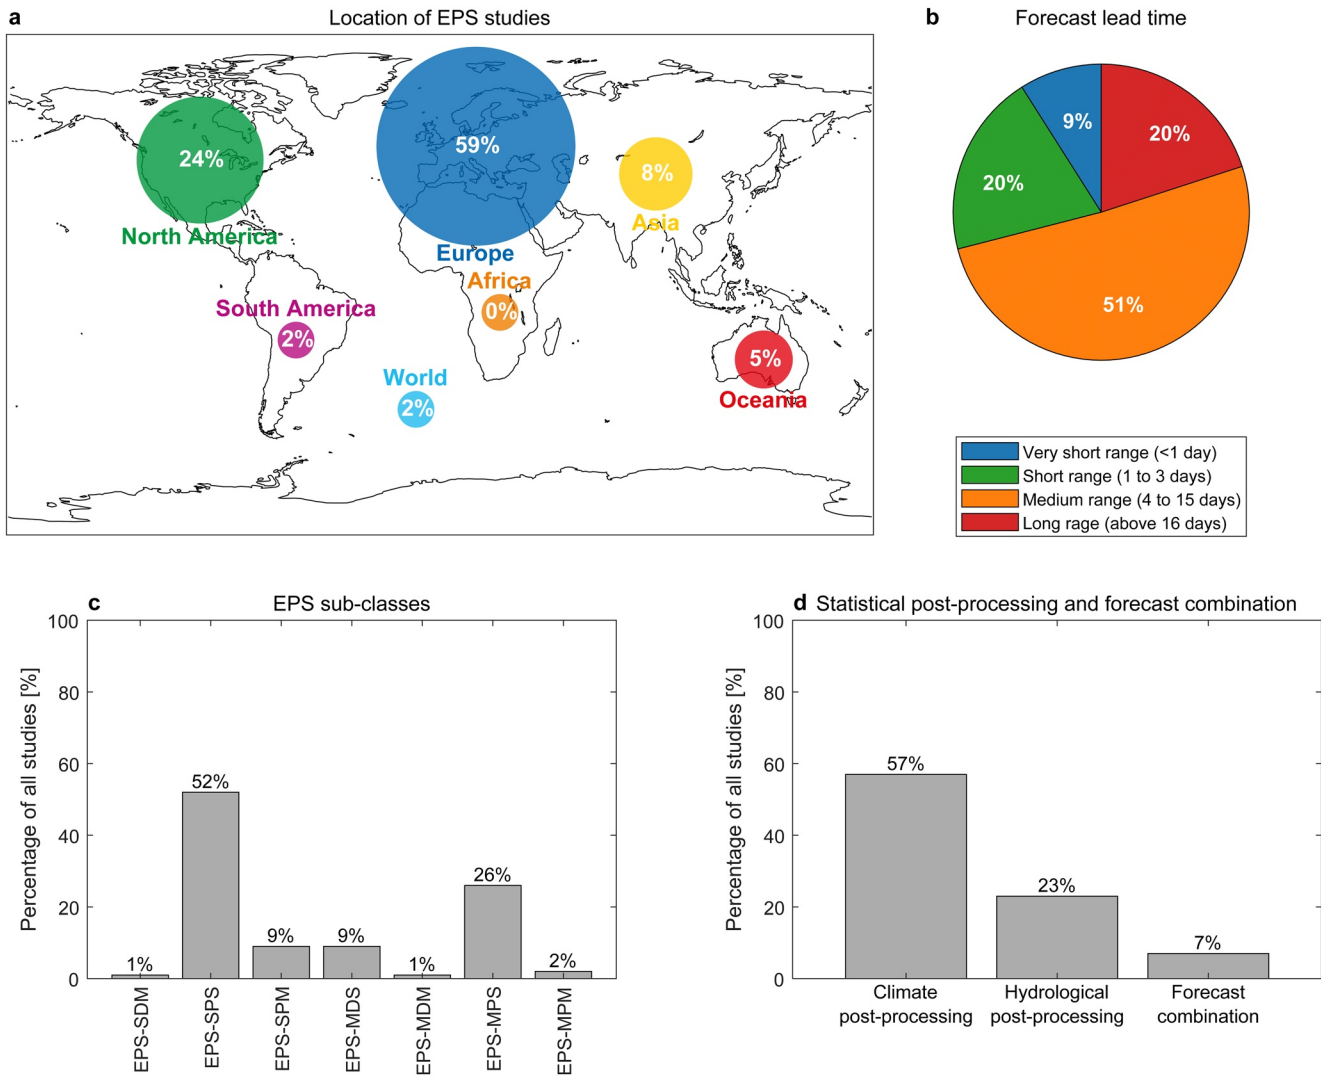 a
Location of EPS studies
24%
North America
59%
Europe
8%
Asia
Africa
0%
South America
2%
World
2%
5%
Oceania
b
Forecast lead time
9%
20%
20%
51%
Very short range (<1 day)
Short range (1 to 3 days)
Medium range (4 to 15 days)
Long rage (above 16 days)
c
EPS sub-classes
Percentage of all studies [%]
100
80
60
40
20
0
1%
52%
9%
9%
1%
26%
2%
EPS-SDM
EPS-SPS
EPS-SPM
EPS-MDS
EPS-MDM
EPS-MPS
EPS-MPM
d
Statistical post-processing and forecast combination
Percentage of all studies [%]
100
80
60
40
20
0
57%
23%
7%
Climate
post-processing
Hydrological
post-processing
Forecast
combination